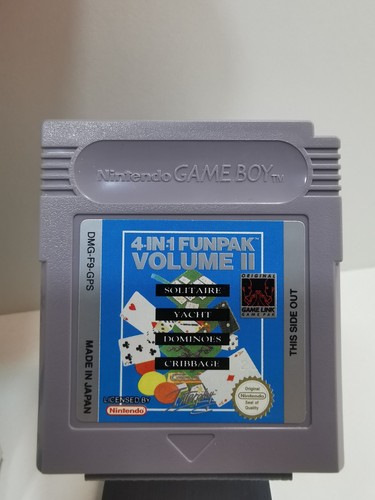 Nintendo GAME BOY TM
DMG-F9-GPS
MADE IN JAPAN
4-IN-1 FUNPAK™
VOLUME II
SOLITAIRE
YACHT
DOMINOES
CRIBBAGE
ORIGINAL
GAME LINK
THIS SIDE OUT
LICENSED BY
Nintendo
Original
Nintendo
Seal of
Quality